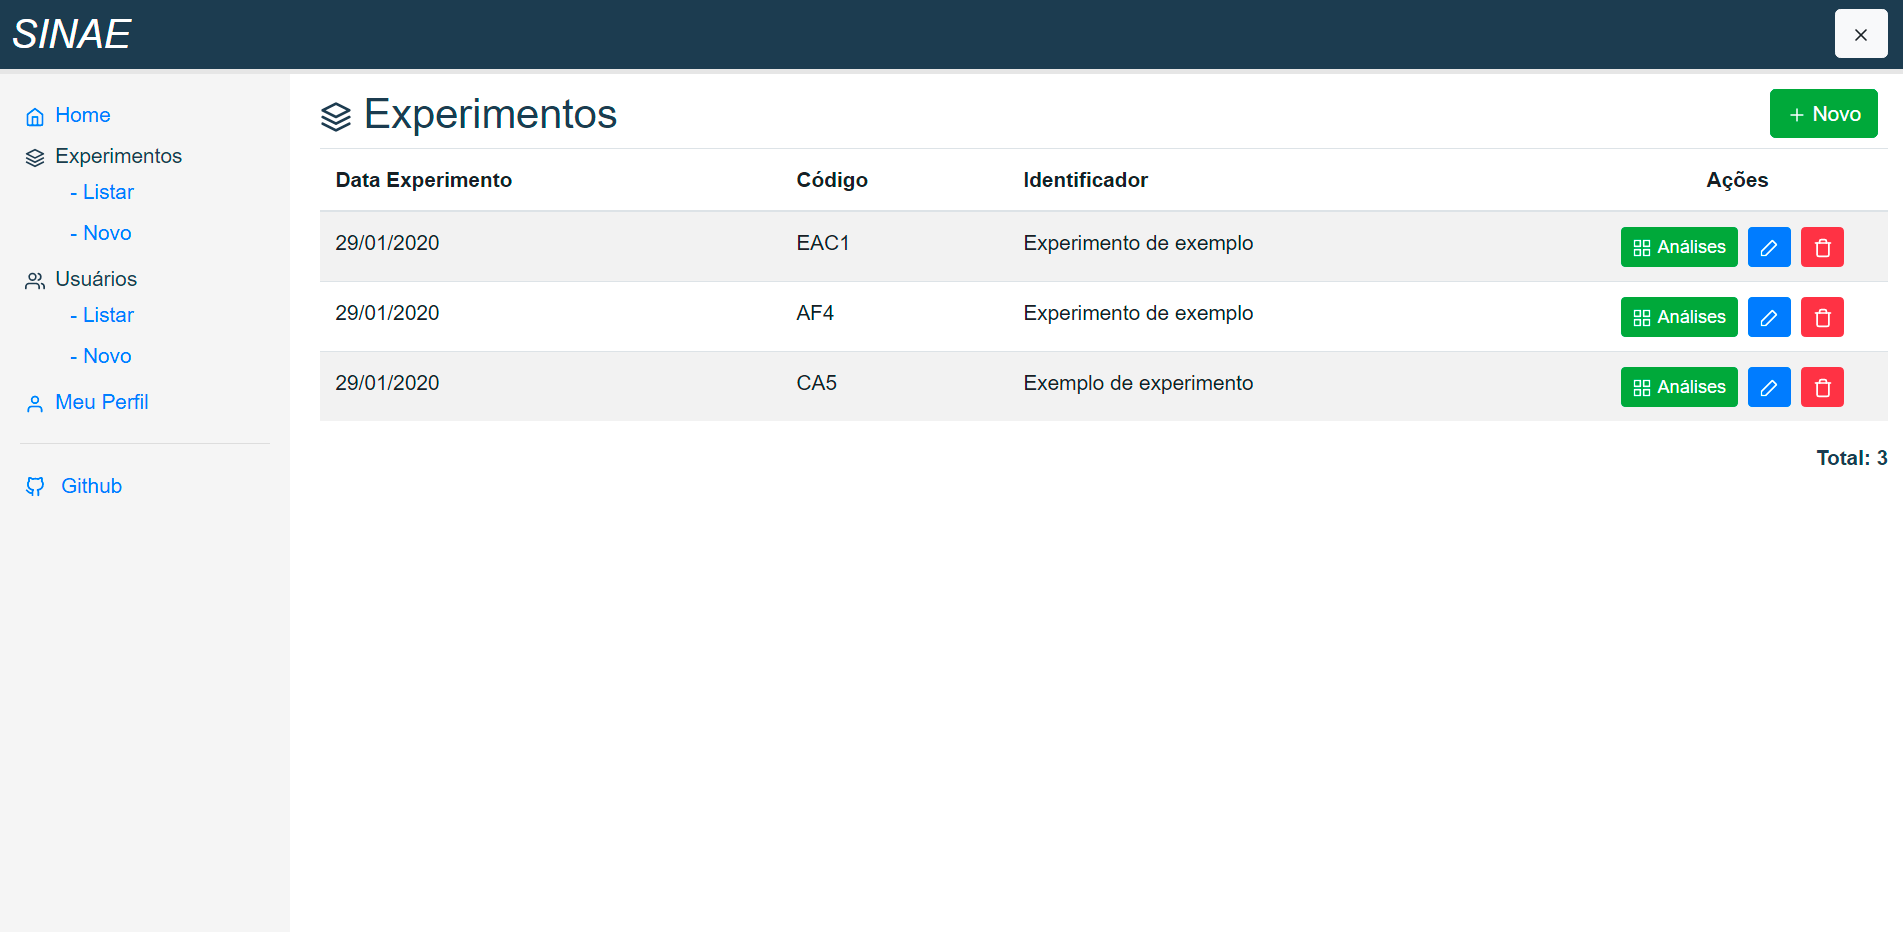 SINAE
Home
Experimentos
- Listar
- Novo
Usuários
- Listar
- Novo
Meu Perfil
Github
Experimentos
Novo
Data Experimento Código Identificador Ações
29/01/2020 EAC1 Experimento de exemplo Análises
29/01/2020 AF4 Experimento de exemplo Análises
29/01/2020 CA5 Exemplo de experimento Análises
Total: 3